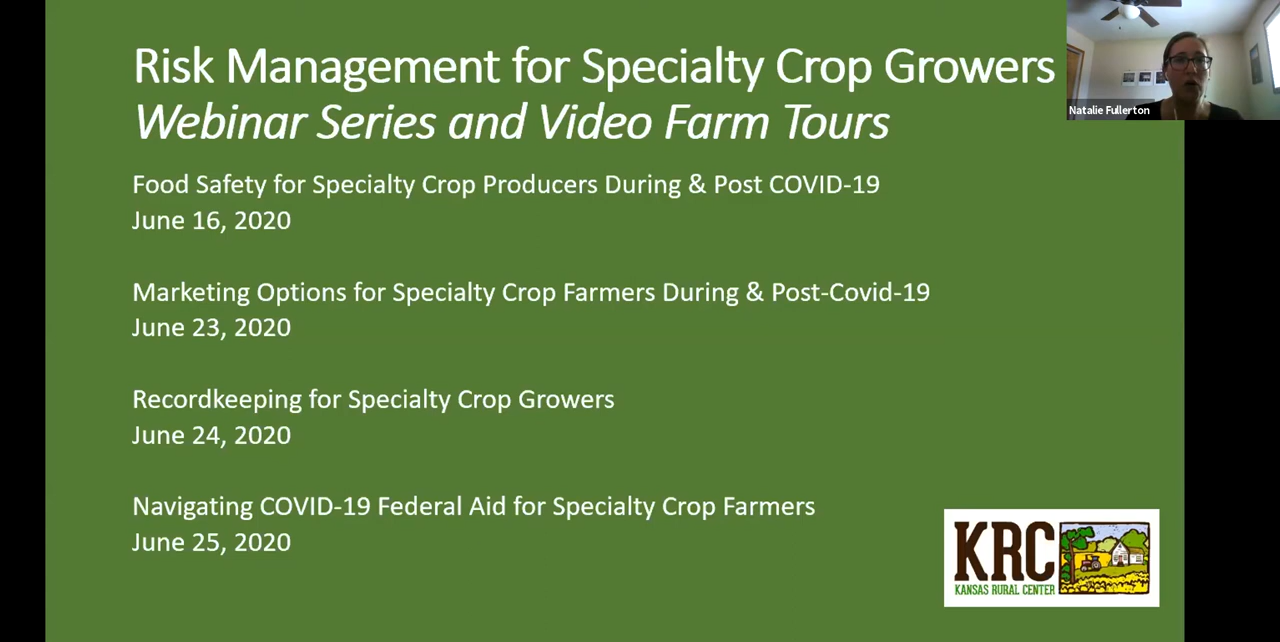 Risk Management for Specialty Crop Growers
Webinar Series and Video Farm Tours
Natalie Fullerton
Food Safety for Specialty Crop Producers During & Post COVID-19
June 16, 2020
Marketing Options for Specialty Crop Farmers During & Post-Covid-19
June 23, 2020
Recordkeeping for Specialty Crop Growers
June 24, 2020
Navigating COVID-19 Federal Aid for Specialty Crop Farmers
June 25, 2020
KRC
KANSAS RURAL CENTER